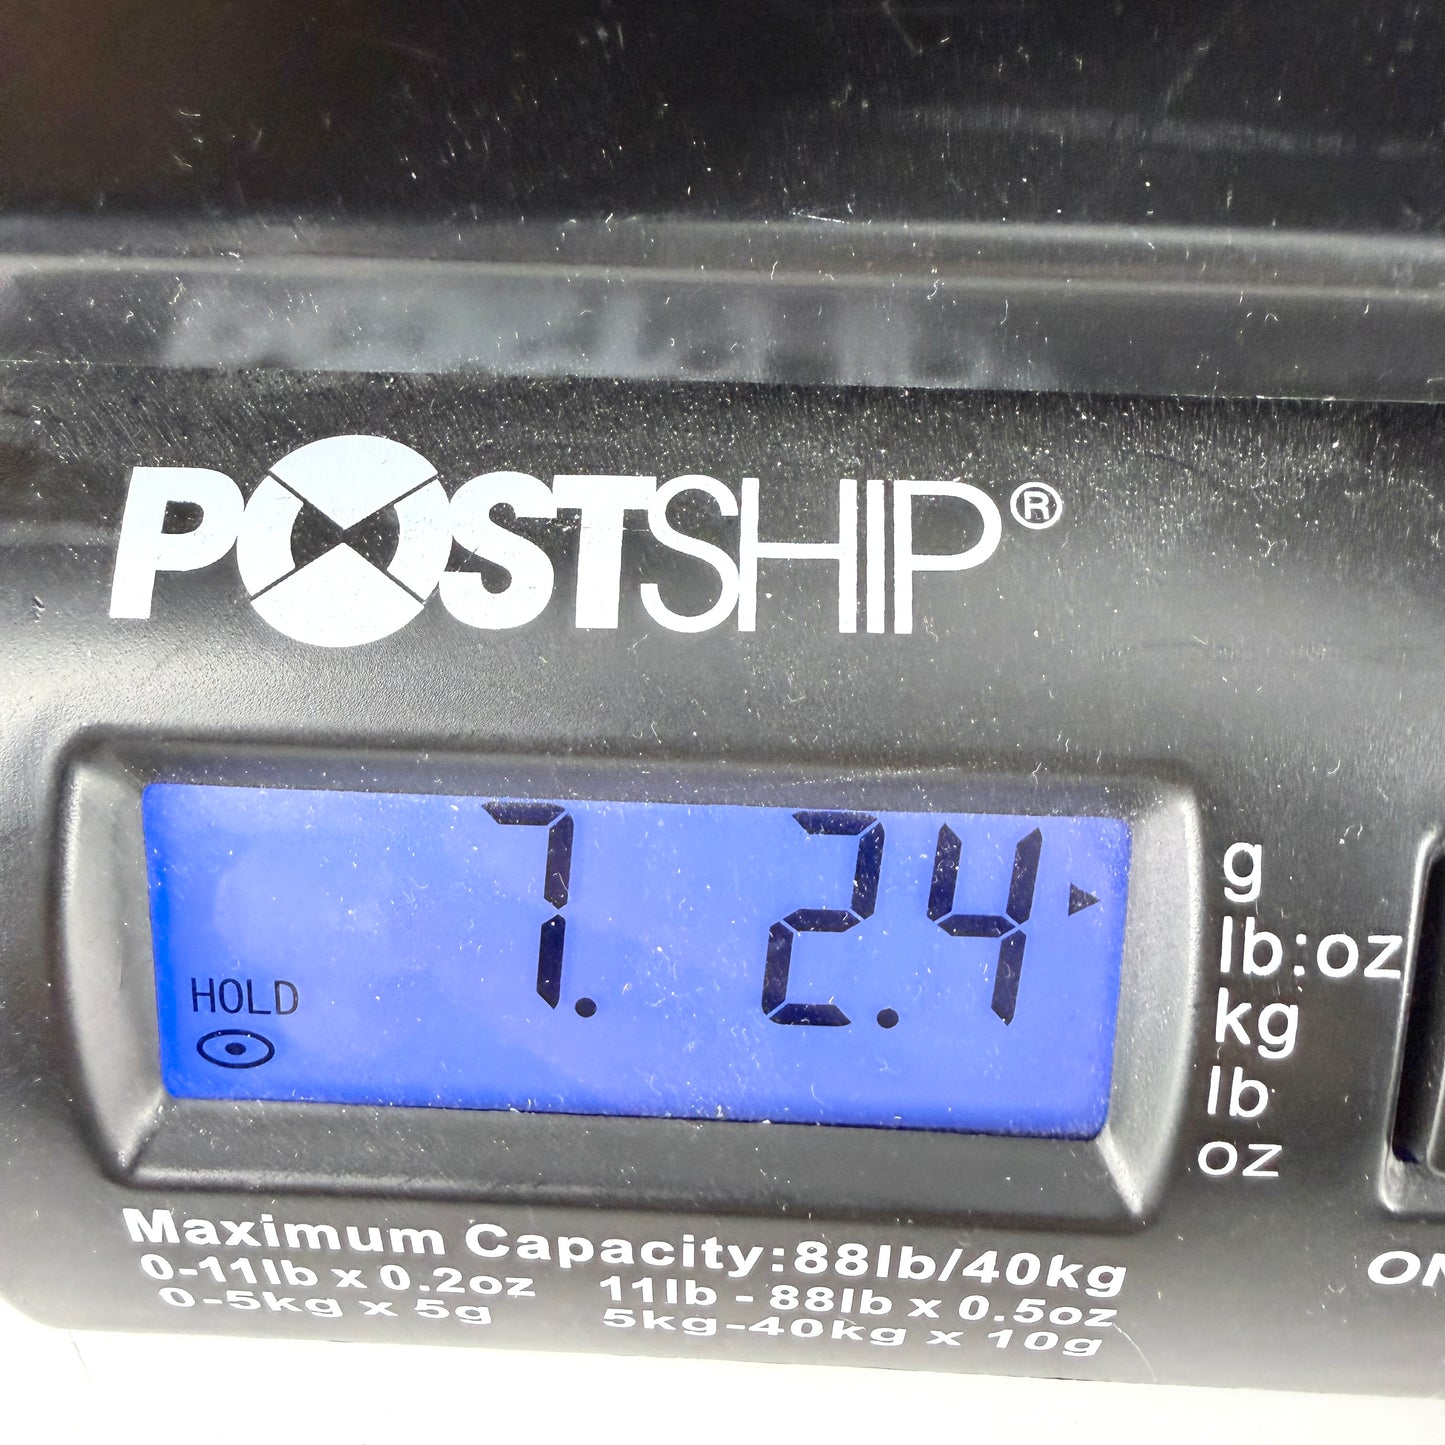 POSTSHIP®
7. 2.4
HOLD
g
lb:oz
kg
lb
oz
Maximum Capacity:88lb/40kg
0-11lb x 0.2oz 11lb - 88lb x 0.5oz
0-5kg x 5g 5kg-40kg x 10g